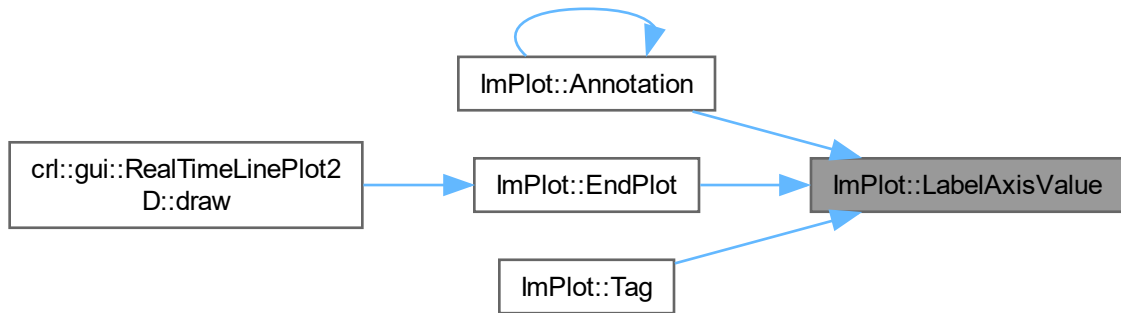 ImPlot::Annotation
crl::gui::RealTimeLinePlot2
D::draw
ImPlot::EndPlot
ImPlot::LabelAxisValue
ImPlot::Tag